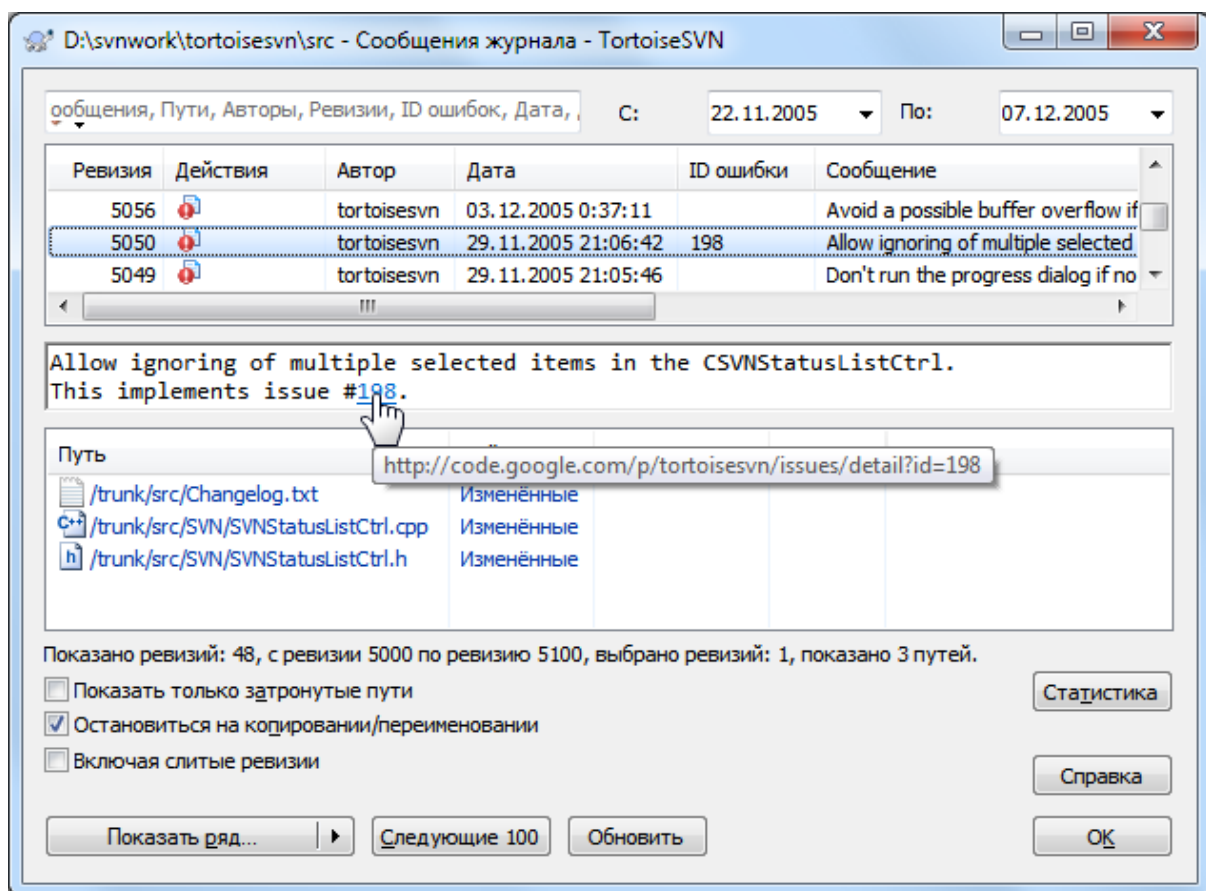 D:\svnwork\tortoisesvn\src - Сообщения журнала - TortoiseSVN
ообщения, Пути, Авторы, Ревизии, ID ошибок, Дата, С: 22.11.2005 По: 07.12.2005
Ревизия Действия Автор Дата ID ошибки Сообщение
5056 tortoisesvn 03.12.2005 0:37:11 Avoid a possible buffer overflow if
5050 tortoisesvn 29.11.2005 21:06:42 198 Allow ignoring of multiple selected
5049 tortoisesvn 29.11.2005 21:05:46 Don't run the progress dialog if no
Allow ignoring of multiple selected items in the CSVNStatusListCtrl.
This implements issue #198.
Путь
http://code.google.com/p/tortoisesvn/issues/detail?id=198
/trunk/src/Changelog.txt Изменённые
C++ /trunk/src/SVN/SVNStatusListCtrl.cpp Изменённые
h /trunk/src/SVN/SVNStatusListCtrl.h Изменённые
Показано ревизий: 48, с ревизии 5000 по ревизию 5100, выбрано ревизий: 1, показано 3 путей.
Показать только затронутые пути
Статистика
Остановиться на копировании/переименовании
Включая слитые ревизии
Справка
Показать ряд... Следующие 100 Обновить OK